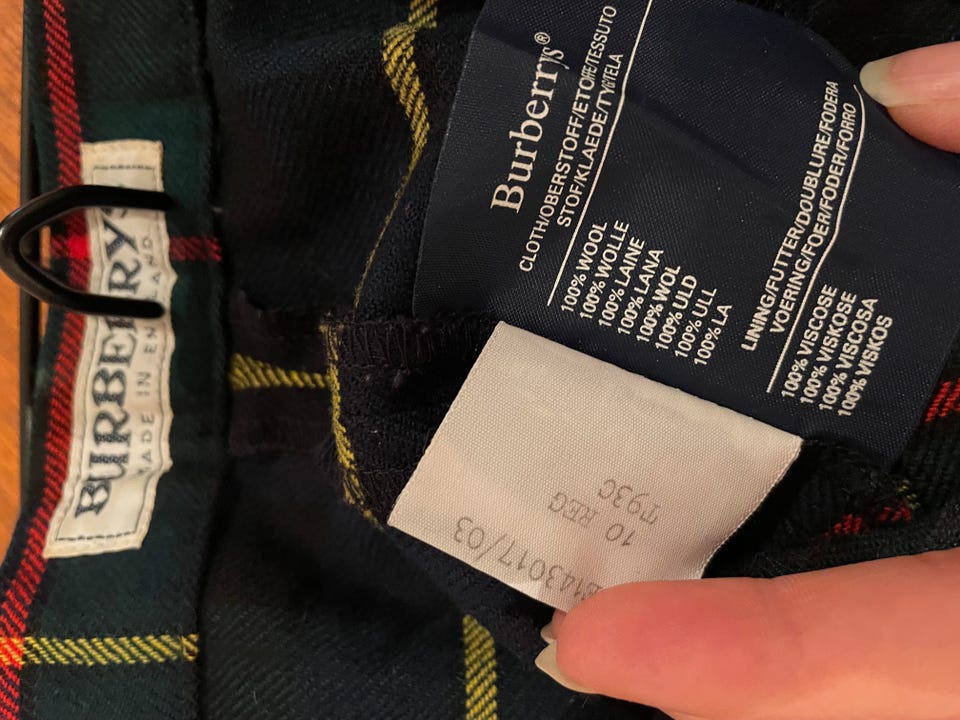 BURBERRYS
MADE IN ENGLAND
Burberrys®
CLOTH/OBERSTOFF/ETOFFE/TESSUTO
STOF/KLAEDE/TYG/TELA
100% WOOL
100% WOLLE
100% LAINE
100% LANA
100% WOL
100% ULD
100% ULL
100% LA
LINING/FUTTER/DOUBLURE/FODERA
VOERING/FOER/FODER/FORRO
100% VISCOSE
100% VISKOSE
100% VISCOSA
100% VISKOS
T93C
10 REG